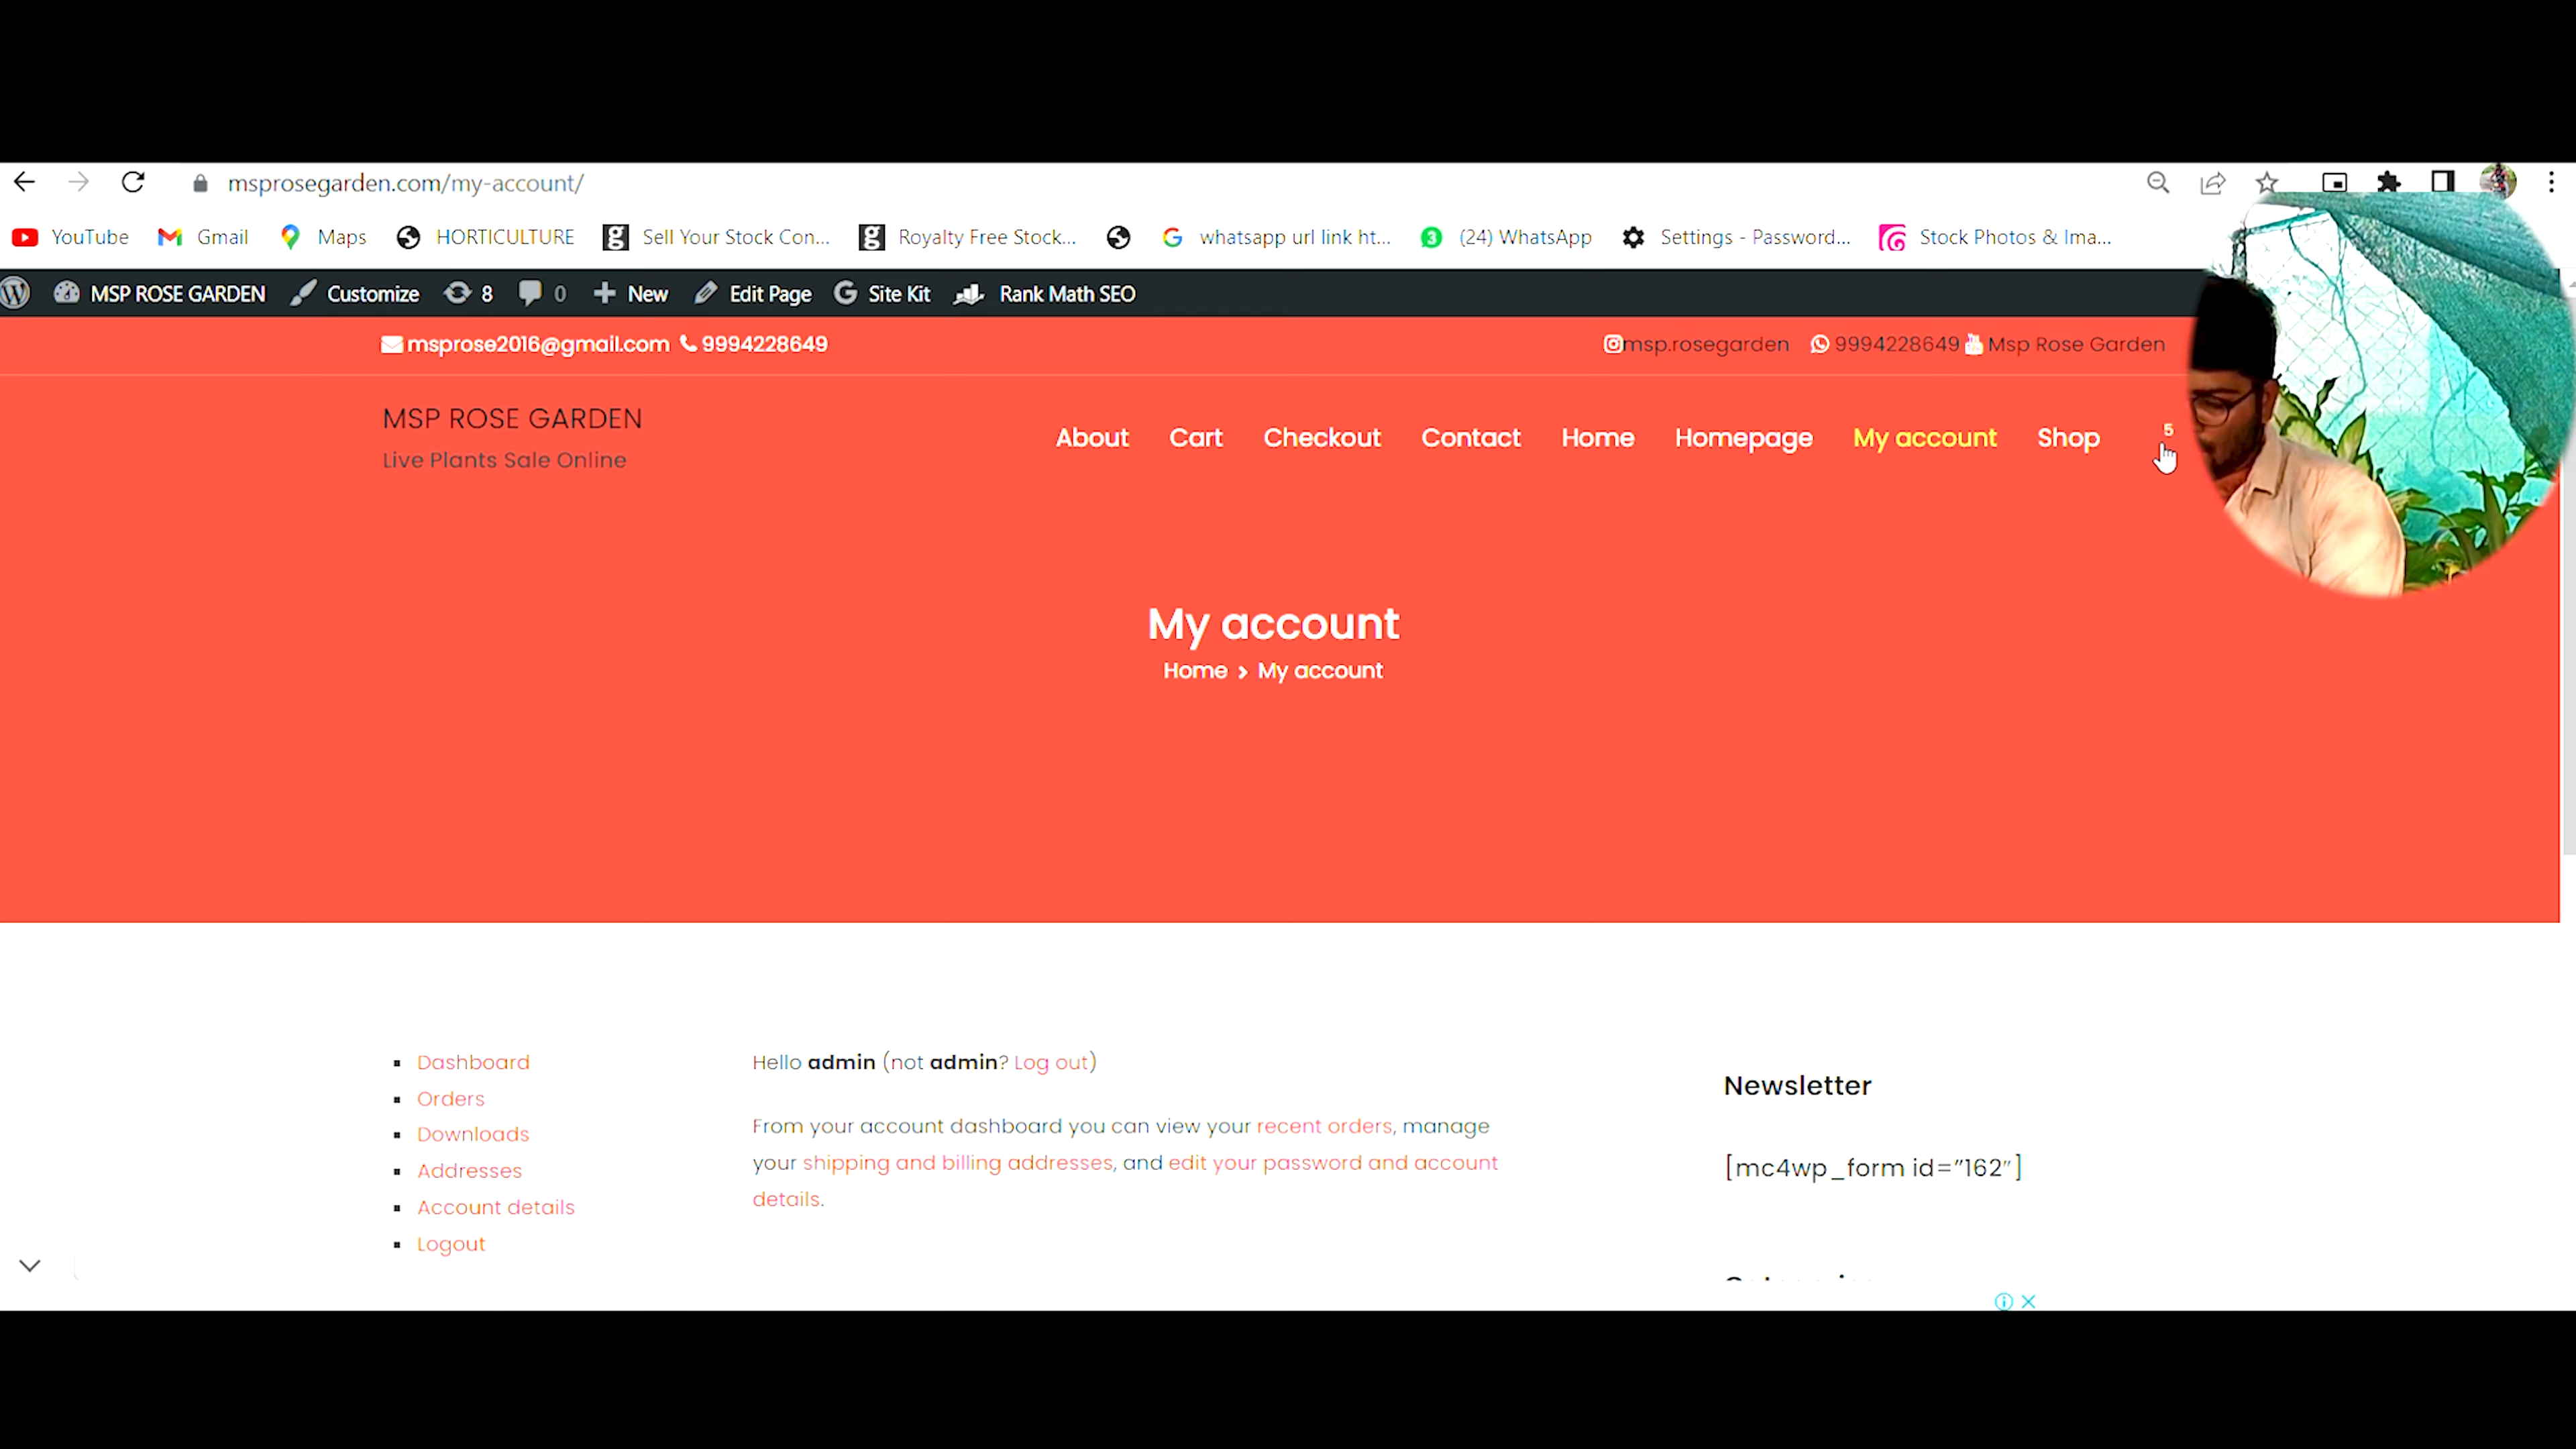 msprosegarden.com/my-account/
YouTube Gmail Maps HORTICULTURE Sell Your Stock Con... Royalty Free Stock... whatsapp url link ht... (24) WhatsApp Settings - Password... Stock Photos & Ima...
MSP ROSE GARDEN Customize 8 0 New Edit Page Site Kit Rank Math SEO
msprose2016@gmail.com 9994228649 msp.rosegarden 9994228649 Msp Rose Garden
MSP ROSE GARDEN
Live Plants Sale Online
About Cart Checkout Contact Home Homepage My account Shop 5
My account
Home > My account
Dashboard
Orders
Downloads
Addresses
Account details
Logout
Hello admin (not admin? Log out)
From your account dashboard you can view your recent orders, manage
your shipping and billing addresses, and edit your password and account
details.
Newsletter
[mc4wp_form id="162"]